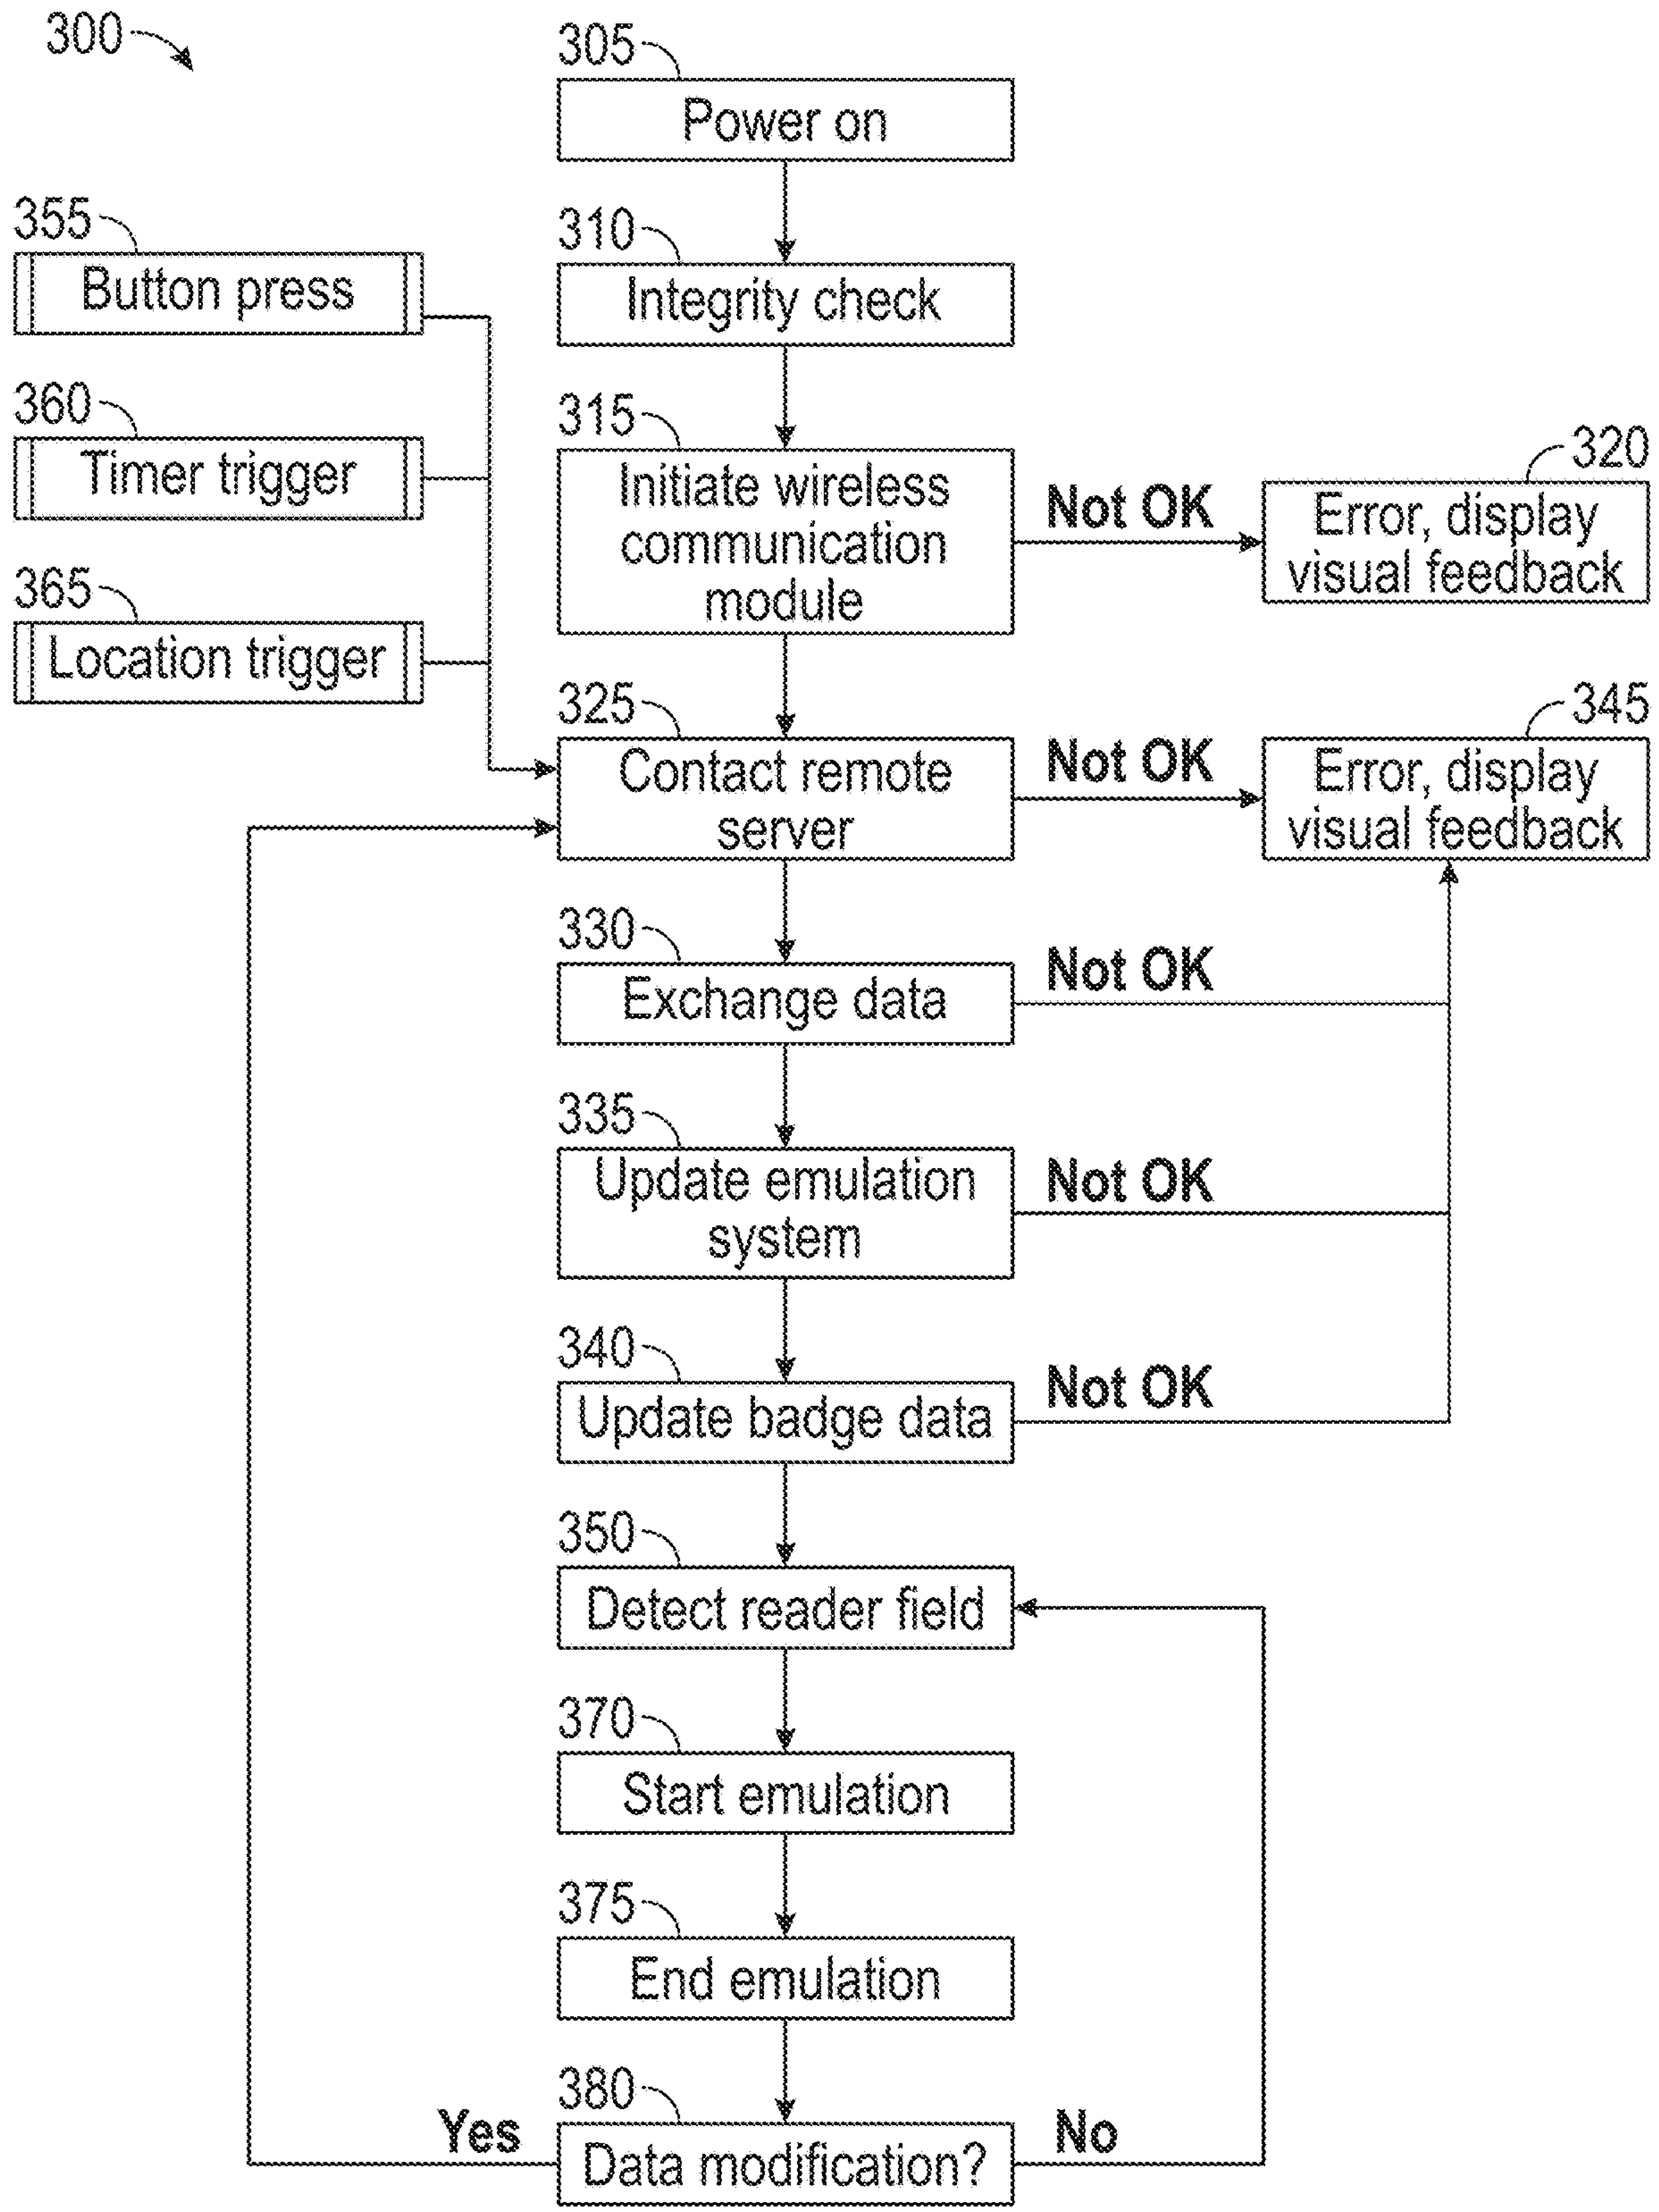 300
305
Power on
355
Button press
310
Integrity check
360
Timer trigger
315
Initiate wireless
communication
module
Not OK
320
Error, display
visual feedback
365
Location trigger
325
Contact remote
server
Not OK
345
Error, display
visual feedback
330
Exchange data
Not OK
335
Update emulation
system
Not OK
340
Update badge data
Not OK
350
Detect reader field
370
Start emulation
375
End emulation
380
Data modification?
Yes
No